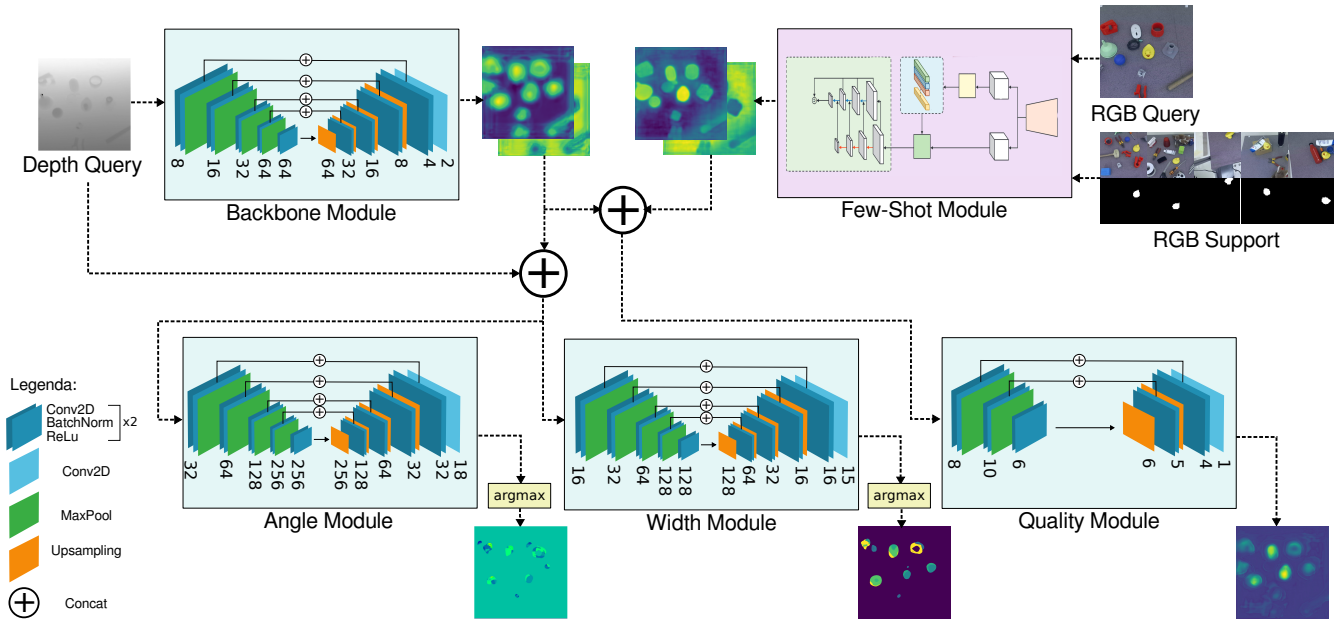 RGB Query
Depth Query
8
16
32
64
64
64
32
16
8
4
2
Backbone Module
Few-Shot Module
RGB Support
Legenda:
Conv2D
BatchNorm
ReLu
x2
Conv2D
MaxPool
Upsampling
Concat
32
64
128
256
256
256
128
64
32
32
18
Angle Module
argmax
16
32
64
128
128
128
64
32
16
16
15
Width Module
argmax
8
10
6
6
5
4
1
Quality Module